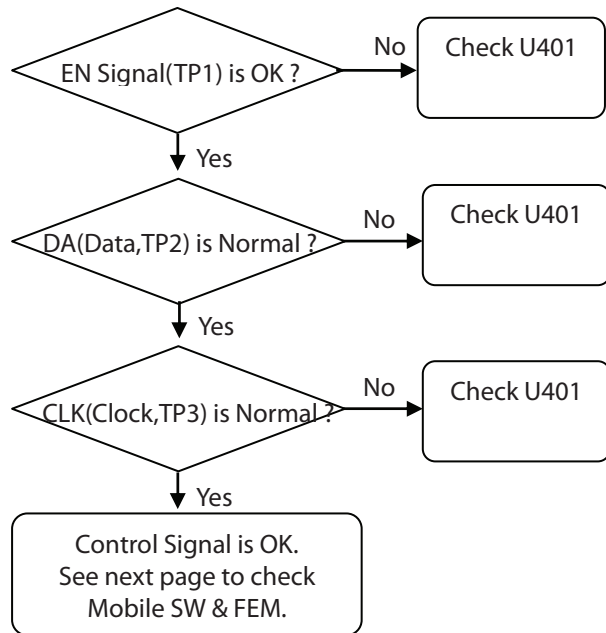 EN Signal(TP1) is OK ?
No
Check U401
Yes
DA(Data,TP2) is Normal ?
No
Check U401
Yes
CLK(Clock,TP3) is Normal ?
No
Check U401
Yes
Control Signal is OK.
See next page to check
Mobile SW & FEM.